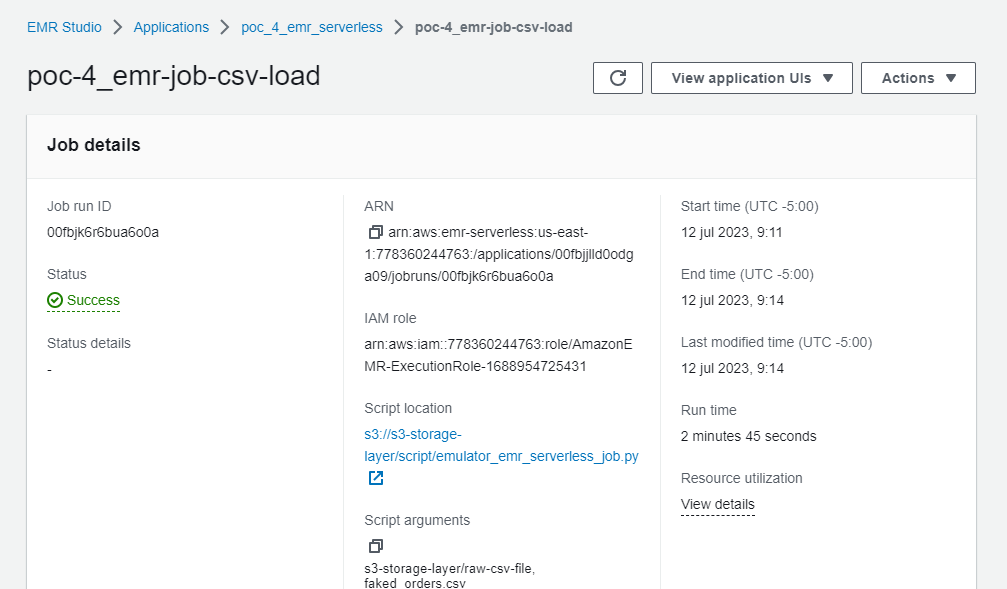 EMR Studio > Applications > poc_4_emr_serverless > poc-4_emr-job-csv-load
poc-4_emr-job-csv-load
View application UIs
Actions
Job details
Job run ID
00fbjk6r6bua6o0a
Status
Success
Status details
-
ARN
arn:aws:emr-serverless:us-east-
1:778360244763:/applications/00fbjjlld0odg
a09/jobruns/00fbjk6r6bua6o0a
IAM role
arn:aws:iam::778360244763:role/AmazonE
MR-ExecutionRole-1688954725431
Script location
s3://s3-storage-
layer/script/emulator_emr_serverless_job.py
Script arguments
s3-storage-layer/raw-csv-file,
faked_orders.csv
Start time (UTC -5:00)
12 jul 2023, 9:11
End time (UTC -5:00)
12 jul 2023, 9:14
Last modified time (UTC -5:00)
12 jul 2023, 9:14
Run time
2 minutes 45 seconds
Resource utilization
View details